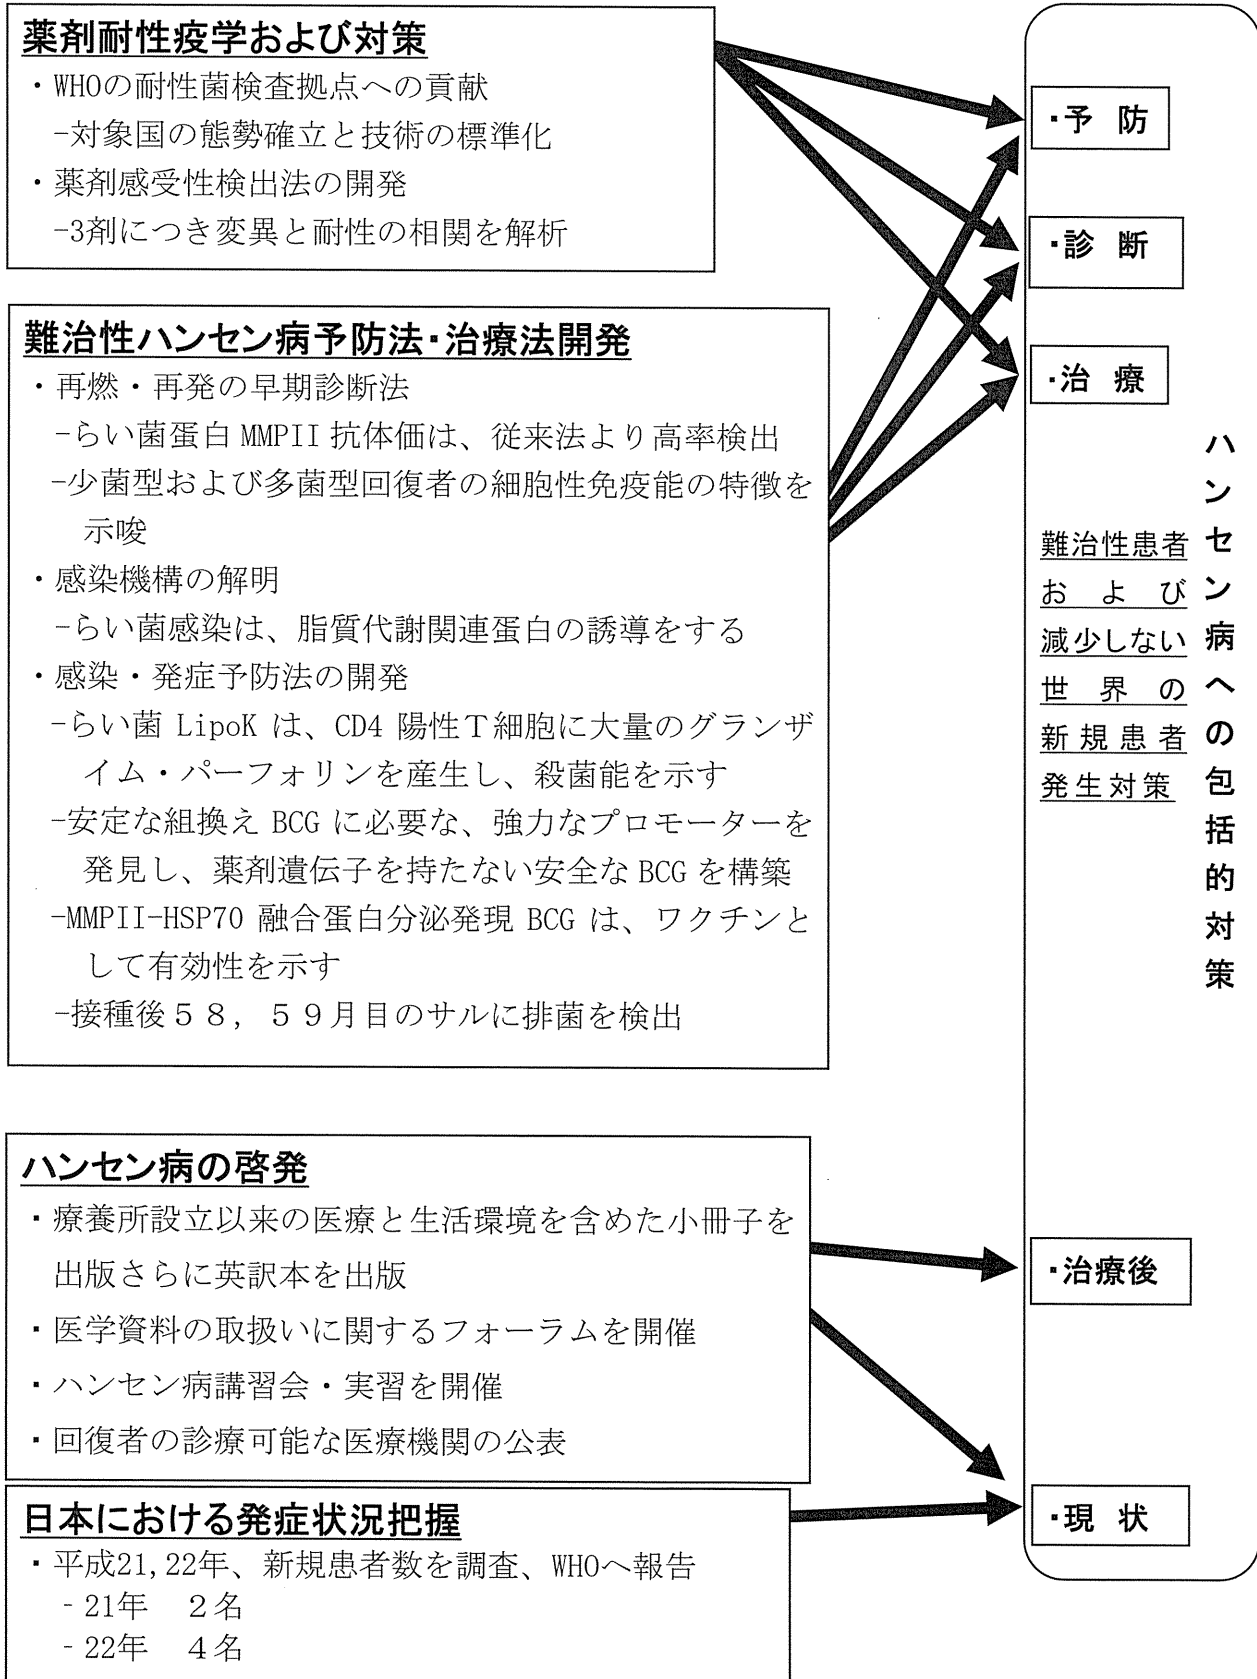 薬剤耐性疫学および対策
・WHOの耐性菌検査拠点への貢献
-対象国の態勢確立と技術の標準化
・薬剤感受性検出法の開発
-3剤につき変異と耐性の相関を解析
難治性ハンセン病予防法・治療法開発
・再燃・再発の早期診断法
-らい菌蛋白 MMPII 抗体価は、従来法より高率検出
-少菌型および多菌型回復者の細胞性免疫能の特徴を
示唆
・感染機構の解明
-らい菌感染は、脂質代謝関連蛋白の誘導をする
・感染・発症予防法の開発
-らい菌 LipoK は、CD4 陽性T細胞に大量のグランザ
イム・パーフォリンを産生し、殺菌能を示す
-安定な組換え BCG に必要な、強力なプロモーターを
発見し、薬剤遺伝子を持たない安全な BCG を構築
-MMPII-HSP70 融合蛋白分泌発現 BCG は、ワクチンと
して有効性を示す
-接種後58,59月目のサルに排菌を検出
ハンセン病の啓発
・療養所設立以来の医療と生活環境を含めた小冊子を
出版さらに英訳本を出版
・医学資料の取扱いに関するフォーラムを開催
・ハンセン病講習会・実習を開催
・回復者の診療可能な医療機関の公表
日本における発症状況把握
・平成21,22年、新規患者数を調査、WHOへ報告
- 21年 2名
- 22年 4名
・予 防
・診 断
・治 療
難治性患者
および
減少しない
世界の
新規患者
発生対策
ハンセン病への包括的対策
・治療後
・現 状